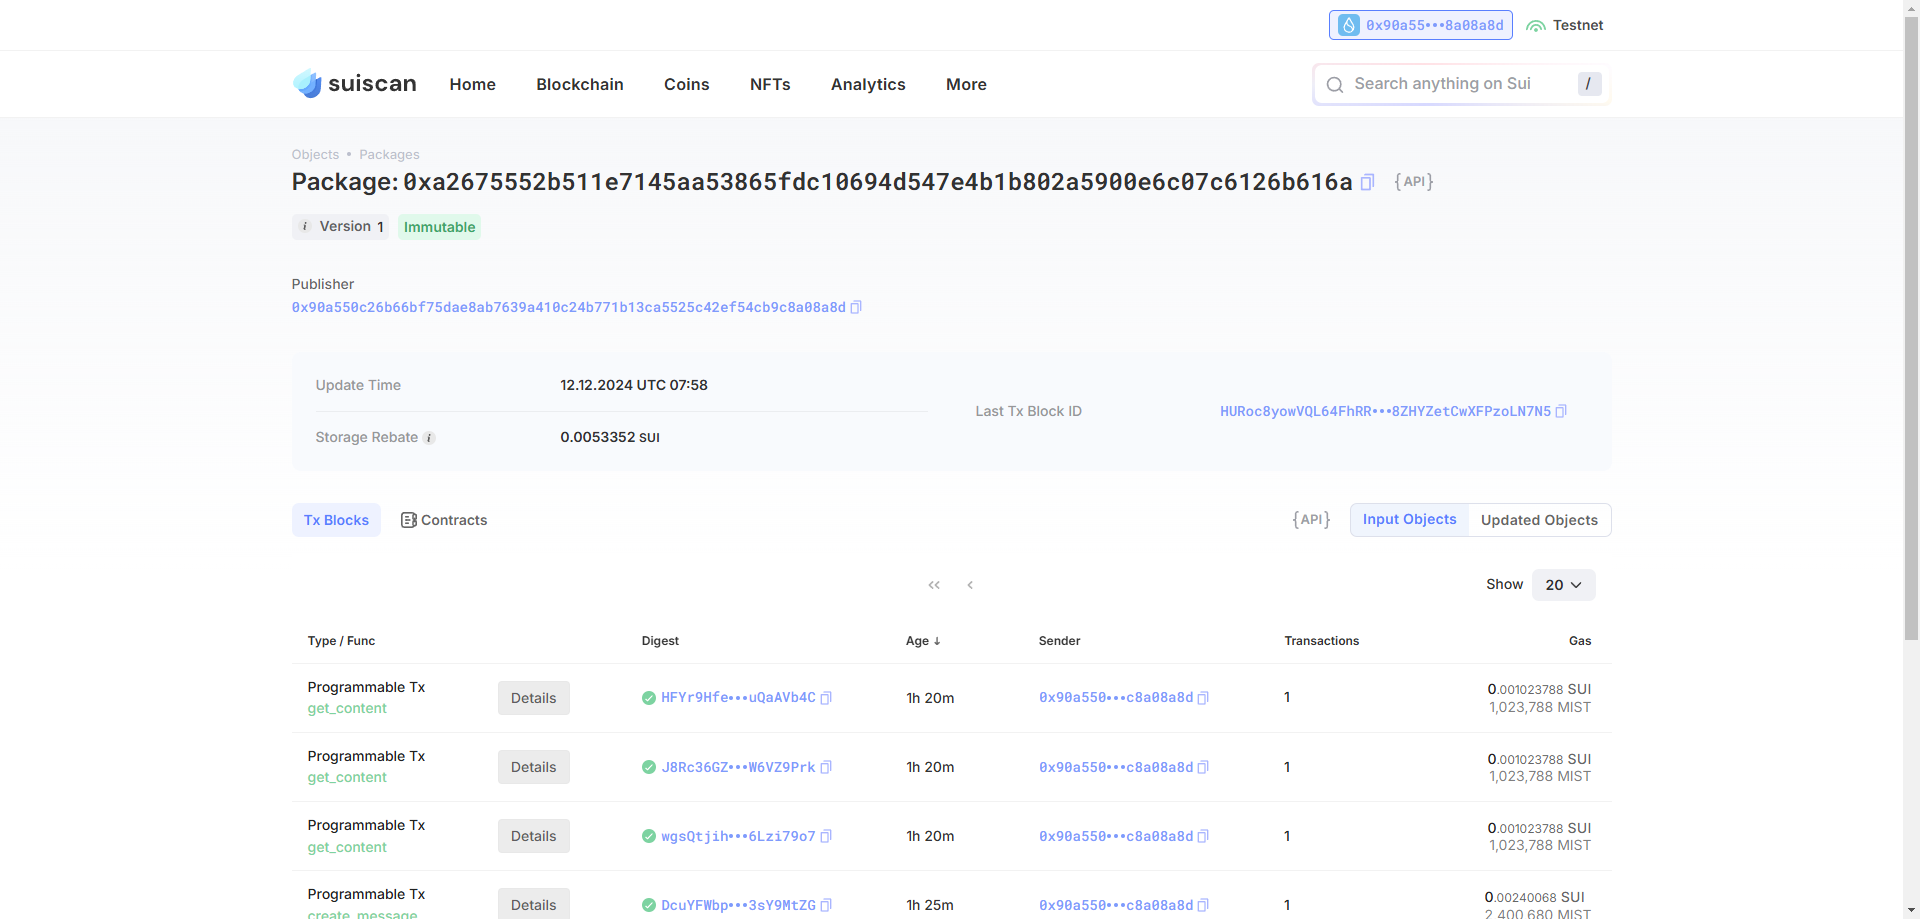 0x90a55•••8a08a8d Testnet
suiscan Home Blockchain Coins NFTs Analytics More Search anything on Sui /
Objects • Packages
Package: 0xa2675552b511e7145aa53865fdc10694d547e4b1b802a5900e6c07c6126b616a {API}
i Version 1 Immutable
Publisher
0x90a550c26b66bf75dae8ab7639a410c24b771b13ca5525c42ef54cb9c8a08a8d
Update Time 12.12.2024 UTC 07:58
Last Tx Block ID HURoc8yowVQL64FhRR•••8ZHYZetCwXFPzoLN7N5
Storage Rebate i 0.0053352 SUI
Tx Blocks Contracts {API} Input Objects Updated Objects
Show 20
Type / Func Digest Age ↓ Sender Transactions Gas
Programmable Tx
get_content Details HFYr9Hfe•••uQaAVb4C 1h 20m 0x90a550•••c8a08a8d 1 0.001023788 SUI
1,023,788 MIST
Programmable Tx
get_content Details J8Rc36GZ•••W6VZ9Prk 1h 20m 0x90a550•••c8a08a8d 1 0.001023788 SUI
1,023,788 MIST
Programmable Tx
get_content Details wgsQtjih•••6Lzi79o7 1h 20m 0x90a550•••c8a08a8d 1 0.001023788 SUI
1,023,788 MIST
Programmable Tx
create_message Details DcuYFWbp•••3sY9MtZG 1h 25m 0x90a550•••c8a08a8d 1 0.00240068 SUI
2,400,680 MIST